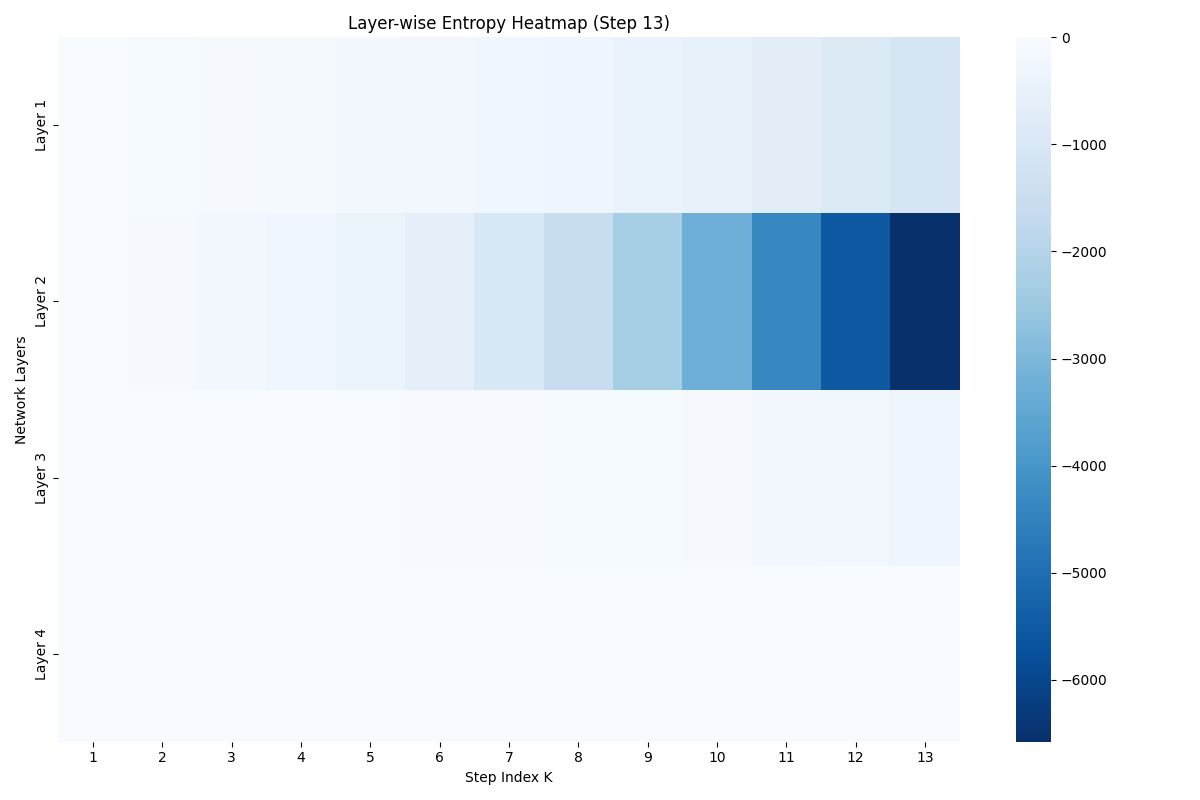 Layer-wise Entropy Heatmap (Step 13)
Network Layers
Layer 1
Layer 2
Layer 3
Layer 4
1 2 3 4 5 6 7 8 9 10 11 12 13
Step Index K
0
−1000
−2000
−3000
−4000
−5000
−6000